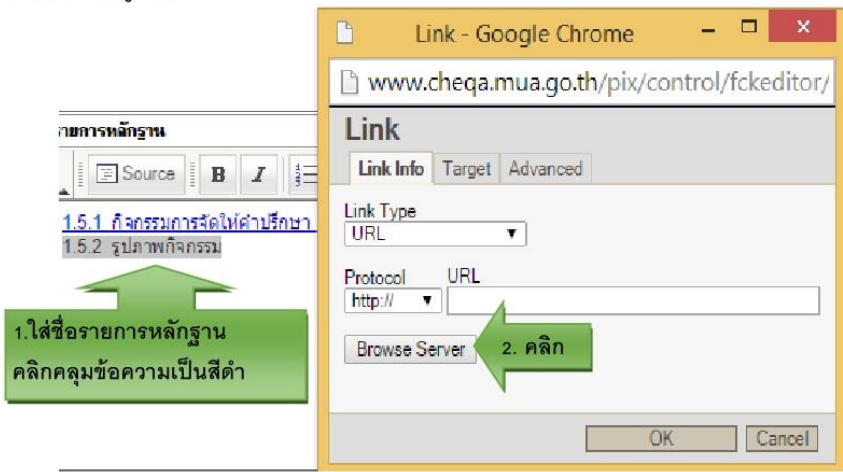 Link - Google Chrome
www.cheqa.mua.go.th/pix/control/fckeditor/
Link
Link Info Target Advanced
Link Type
URL
Protocol URL
http://
Browse Server
2. คลิก
OK Cancel
รายการหลักฐาน
Source B I
1.5.1 กิจกรรมการจัดให้คำปรึกษา
1.5.2 รูปภาพกิจกรรม
1.ใส่ชื่อรายการหลักฐาน
คลิกคลุมข้อความเป็นสีดำ